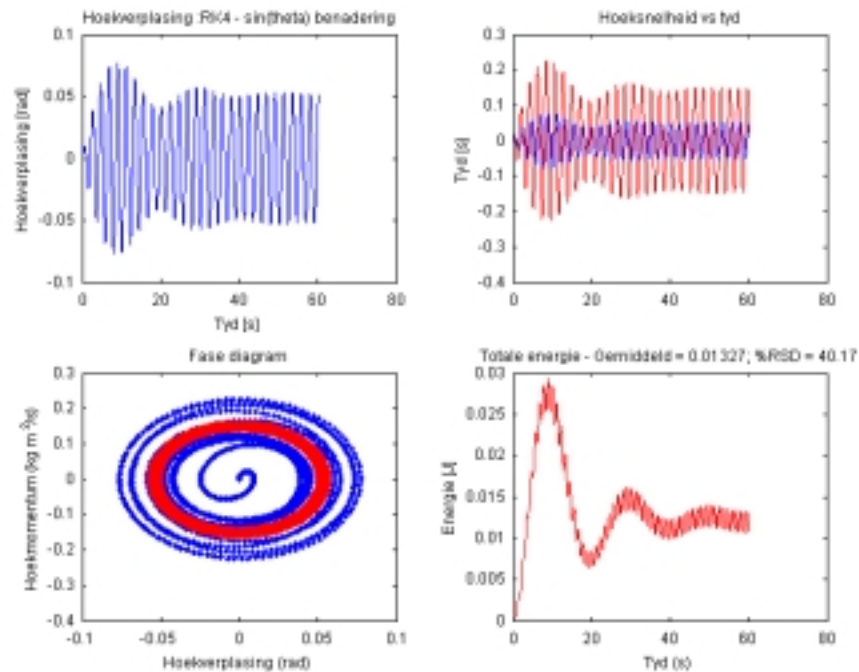 Hoekverplasing :RK4 - sin(theta) benadering
Hoekverplasing [rad]
0.1
0.05
0
-0.05
-0.1
0 20 40 60 80
Tyd [s]
Hoeksnelheid vs tyd
Tyd [s]
0.3
0.2
0.1
0
-0.1
-0.2
-0.3
-0.4
0 20 40 60 80
Fase diagram
Hoekmomentum (kg m^2/s)
0.3
0.2
0.1
0
-0.1
-0.2
-0.3
-0.4
-0.1 -0.05 0 0.05 0.1
Hoekverplasing (rad)
Totale energie - Gemiddeld = 0.01327; %RSD = 40.17
Energie [J]
0.03
0.025
0.02
0.015
0.01
0.005
0
0 20 40 60 80
Tyd (s)